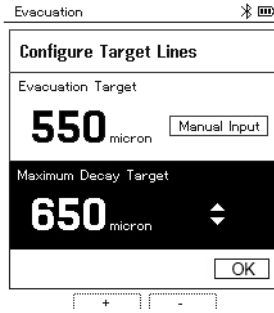 Evacuation
Configure Target Lines
Evacuation Target
550 micron
Manual Input
Maximum Decay Target
650 micron
OK
+ -